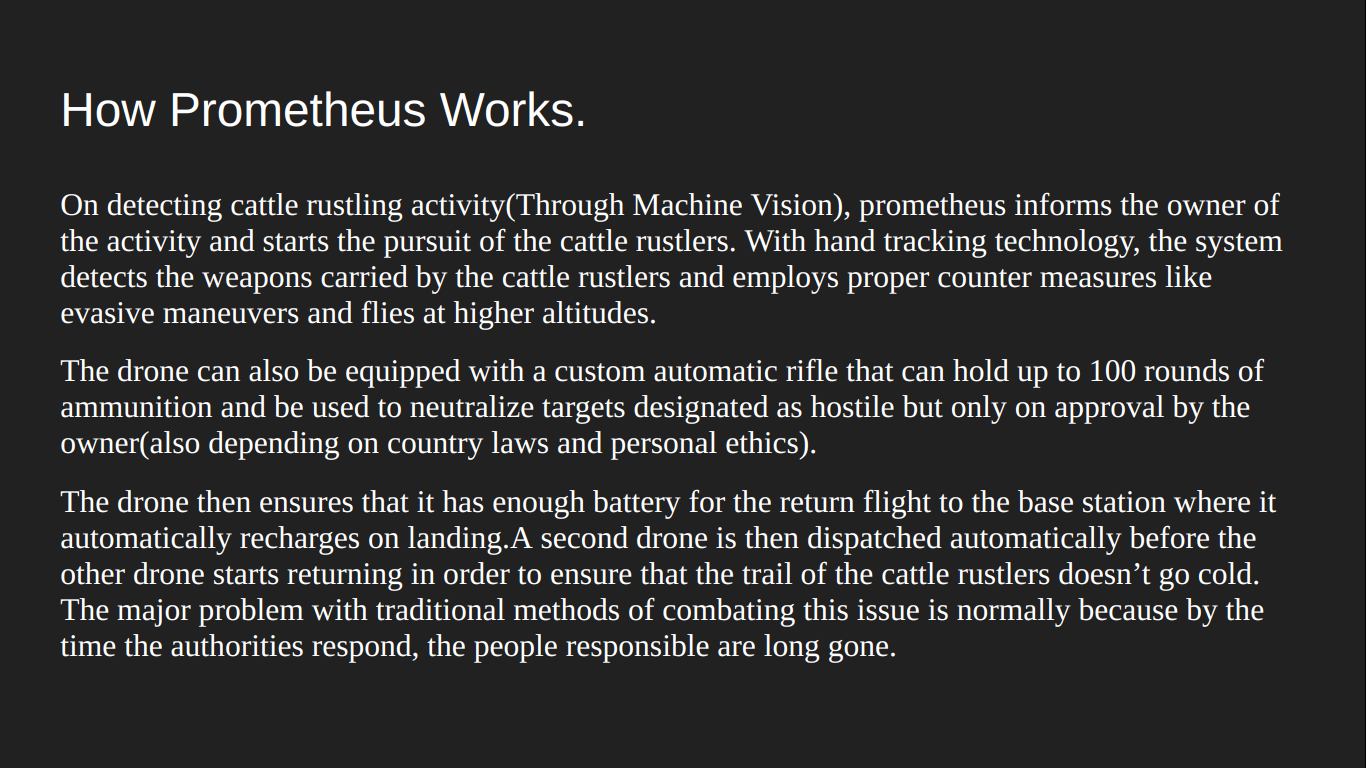 How Prometheus Works.
On detecting cattle rustling activity(Through Machine Vision), prometheus informs the owner of
the activity and starts the pursuit of the cattle rustlers. With hand tracking technology, the system
detects the weapons carried by the cattle rustlers and employs proper counter measures like
evasive maneuvers and flies at higher altitudes.
The drone can also be equipped with a custom automatic rifle that can hold up to 100 rounds of
ammunition and be used to neutralize targets designated as hostile but only on approval by the
owner(also depending on country laws and personal ethics).
The drone then ensures that it has enough battery for the return flight to the base station where it
automatically recharges on landing.A second drone is then dispatched automatically before the
other drone starts returning in order to ensure that the trail of the cattle rustlers doesn’t go cold.
The major problem with traditional methods of combating this issue is normally because by the
time the authorities respond, the people responsible are long gone.